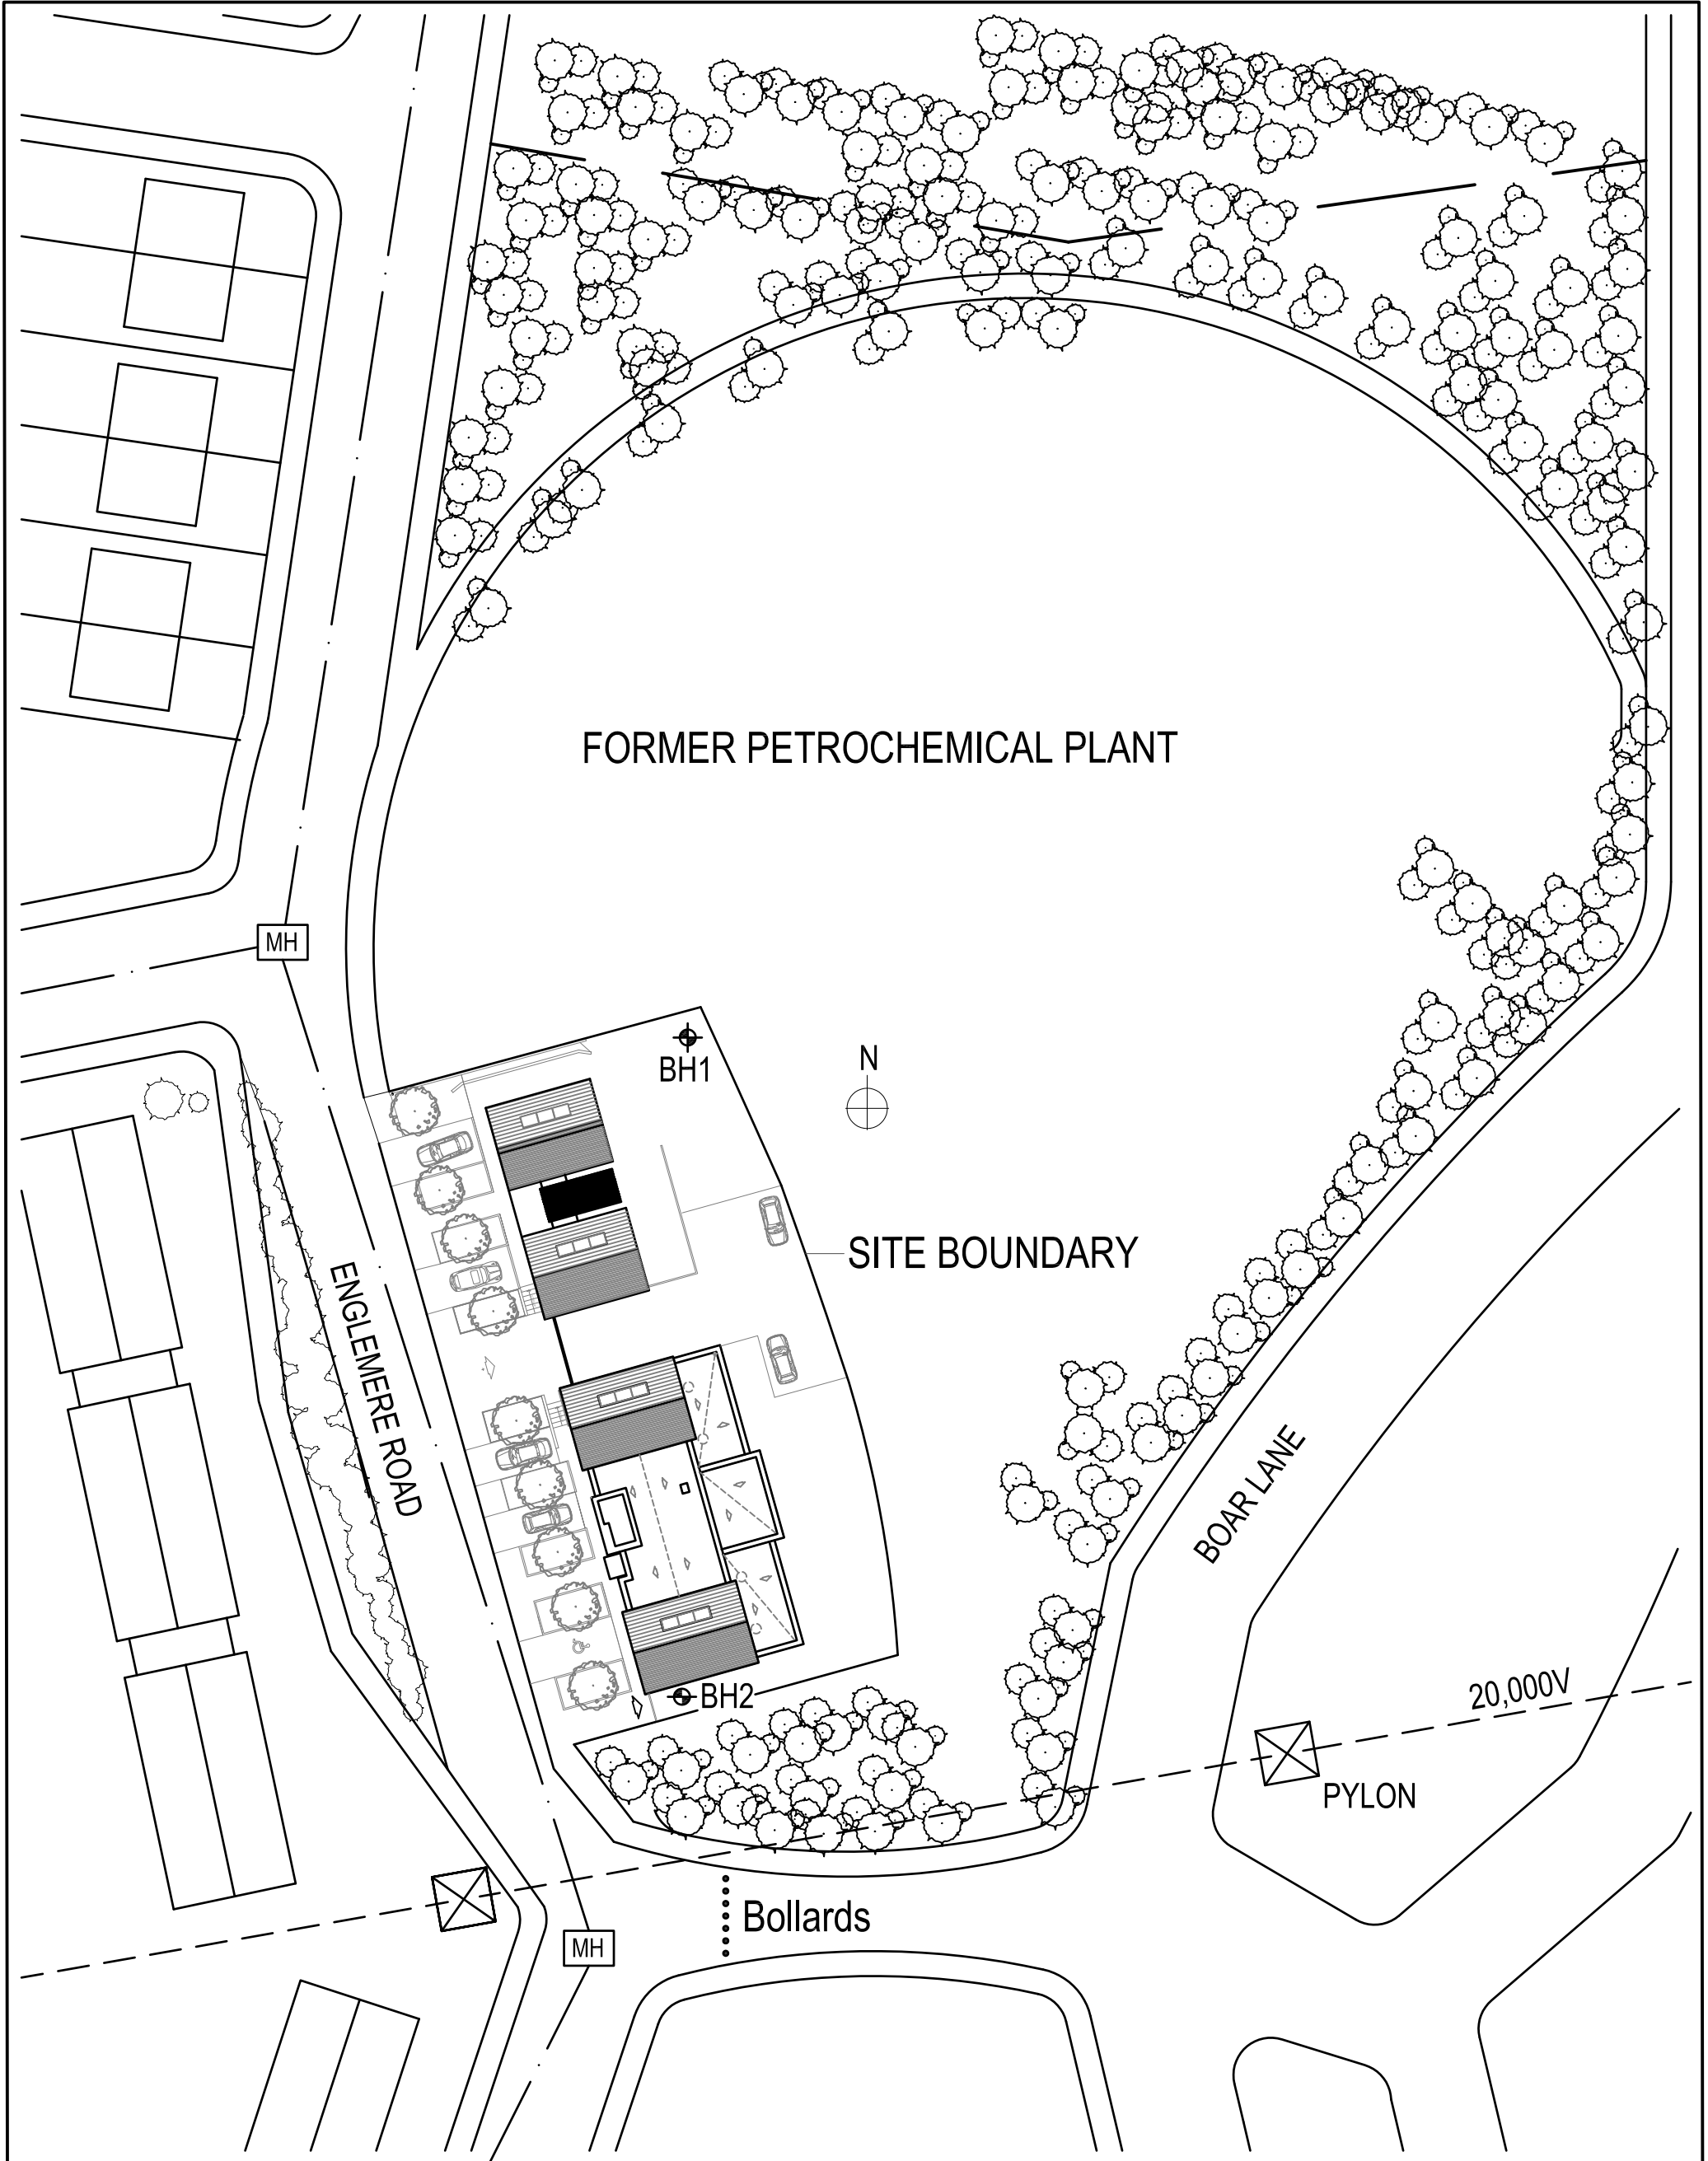 FORMER PETROCHEMICAL PLANT
MH
BH1
N
SITE BOUNDARY
ENGLEMERE ROAD
BOAR LANE
BH2
20,000V
PYLON
Bollards
MH